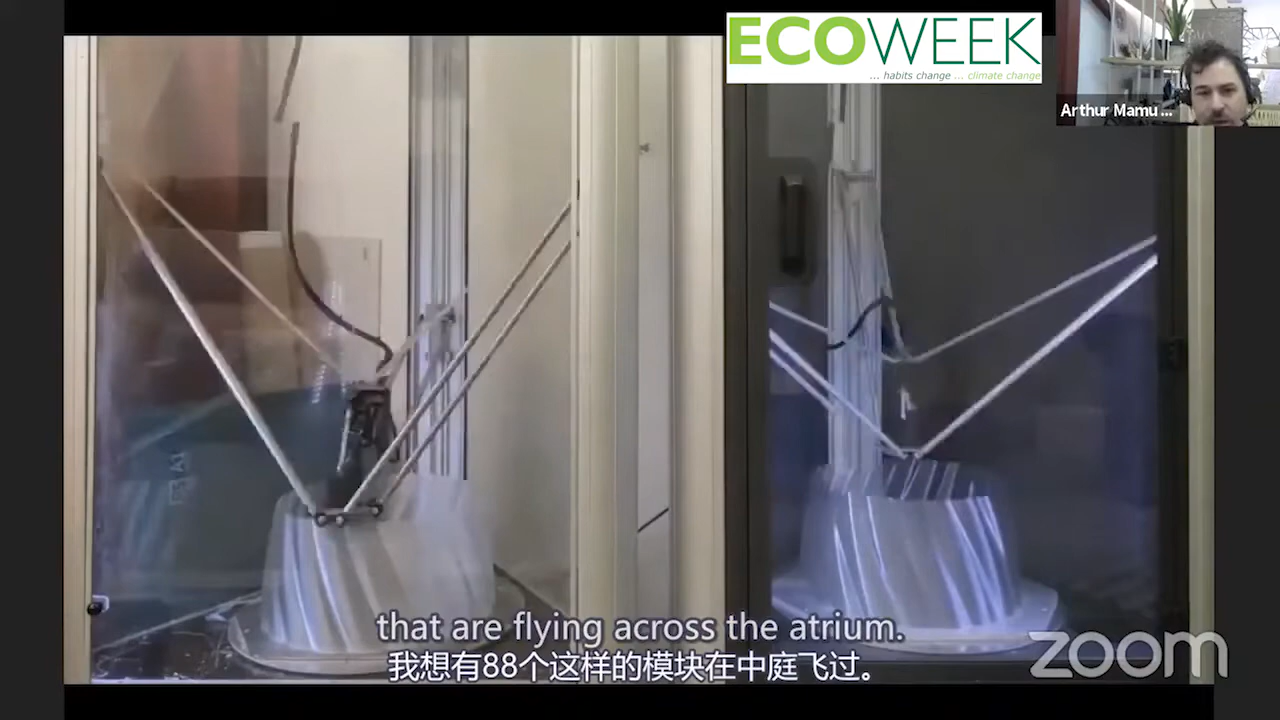 ECOWEEK
... habits change ... climate change
Arthur Mamu ...
that are flying across the atrium.
我想有88个这样的模块在中庭飞过。
zoom